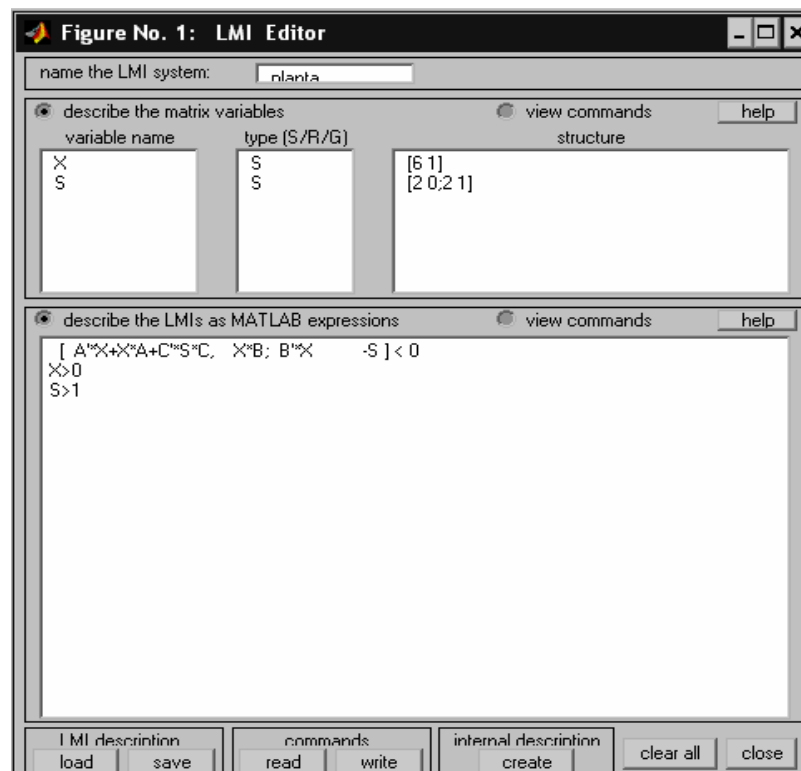 Figure No. 1: LMI Editor
name the LMI system: planta
describe the matrix variables view commands help
variable name type (S/R/G) structure
X S [6 1]
S S [2 0;2 1]
describe the LMIs as MATLAB expressions view commands help
[ A'*X+X*A+C'*S*C, X*B; B'*X -S ] < 0
X>0
S>1
LMI description commands internal description
load save read write create clear all close